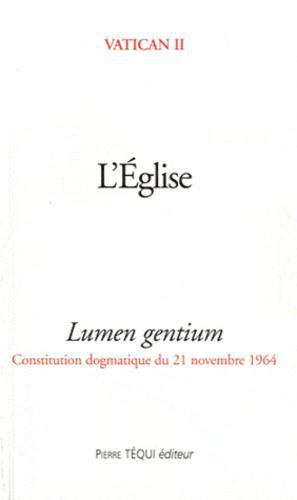 VATICAN II
L'Église
Lumen gentium
Constitution dogmatique du 21 novembre 1964
PIERRE TÉQUI éditeur